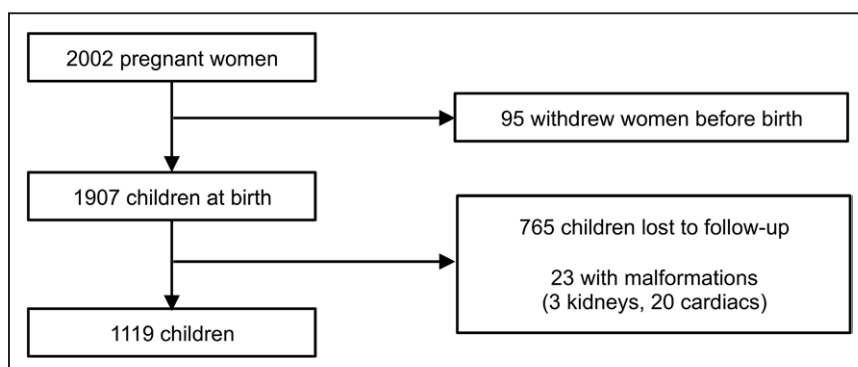 2002 pregnant women
95 withdrew women before birth
1907 children at birth
765 children lost to follow-up
23 with malformations
(3 kidneys, 20 cardiacs)
1119 children